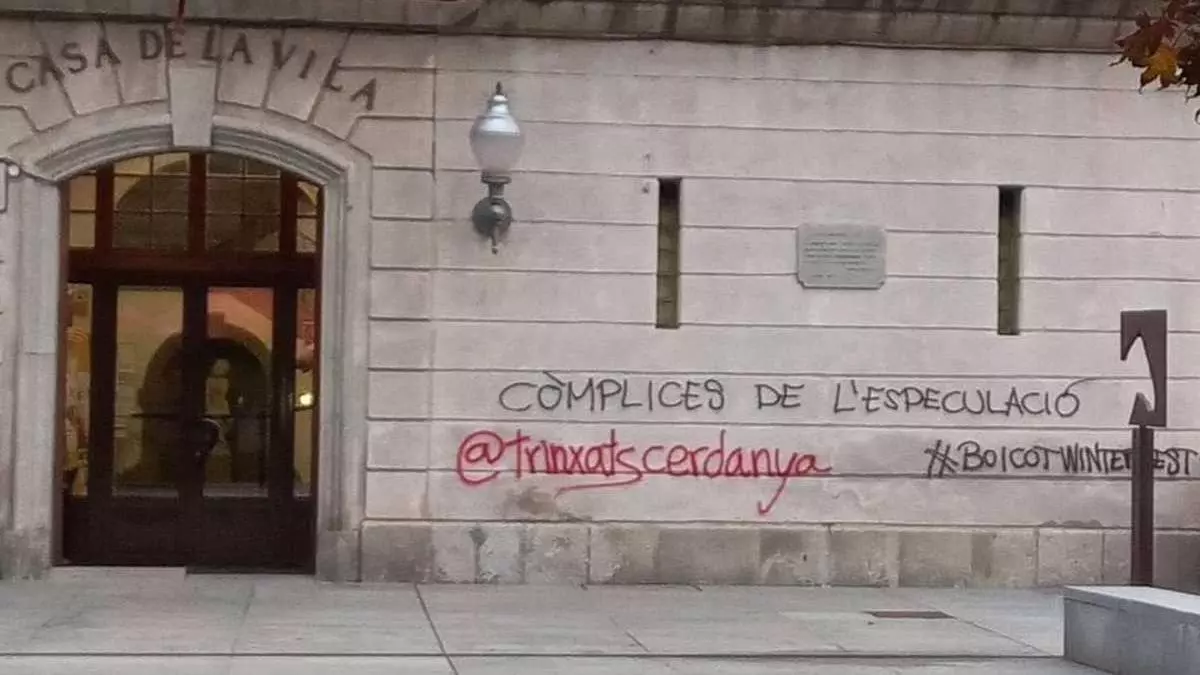 CASA DE LA VILA
CÒMPLICES DE L'ESPECULACIÓ
@trinxatscerdanya
#BOICOTWINTERFEST